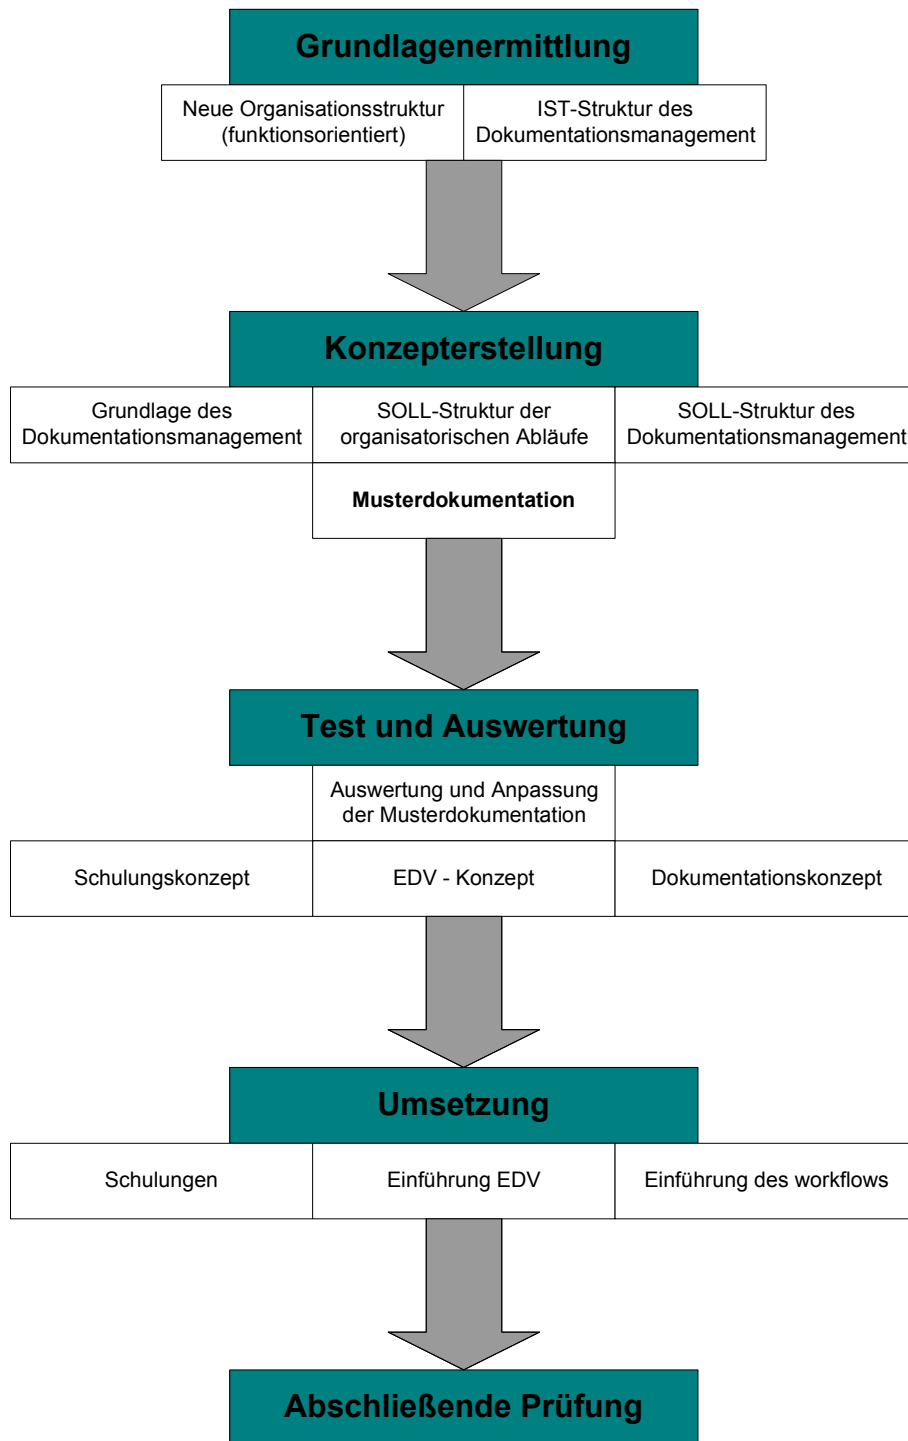 Grundlagenermittlung
Neue Organisationsstruktur
(funktionsorientiert)
IST-Struktur des
Dokumentationsmanagement
Konzepterstellung
Grundlage des
Dokumentationsmanagement
SOLL-Struktur der
organisatorischen Abläufe
SOLL-Struktur des
Dokumentationsmanagement
Musterdokumentation
Test und Auswertung
Auswertung und Anpassung
der Musterdokumentation
Schulungskonzept
EDV - Konzept
Dokumentationskonzept
Umsetzung
Schulungen
Einführung EDV
Einführung des workflows
Abschließende Prüfung